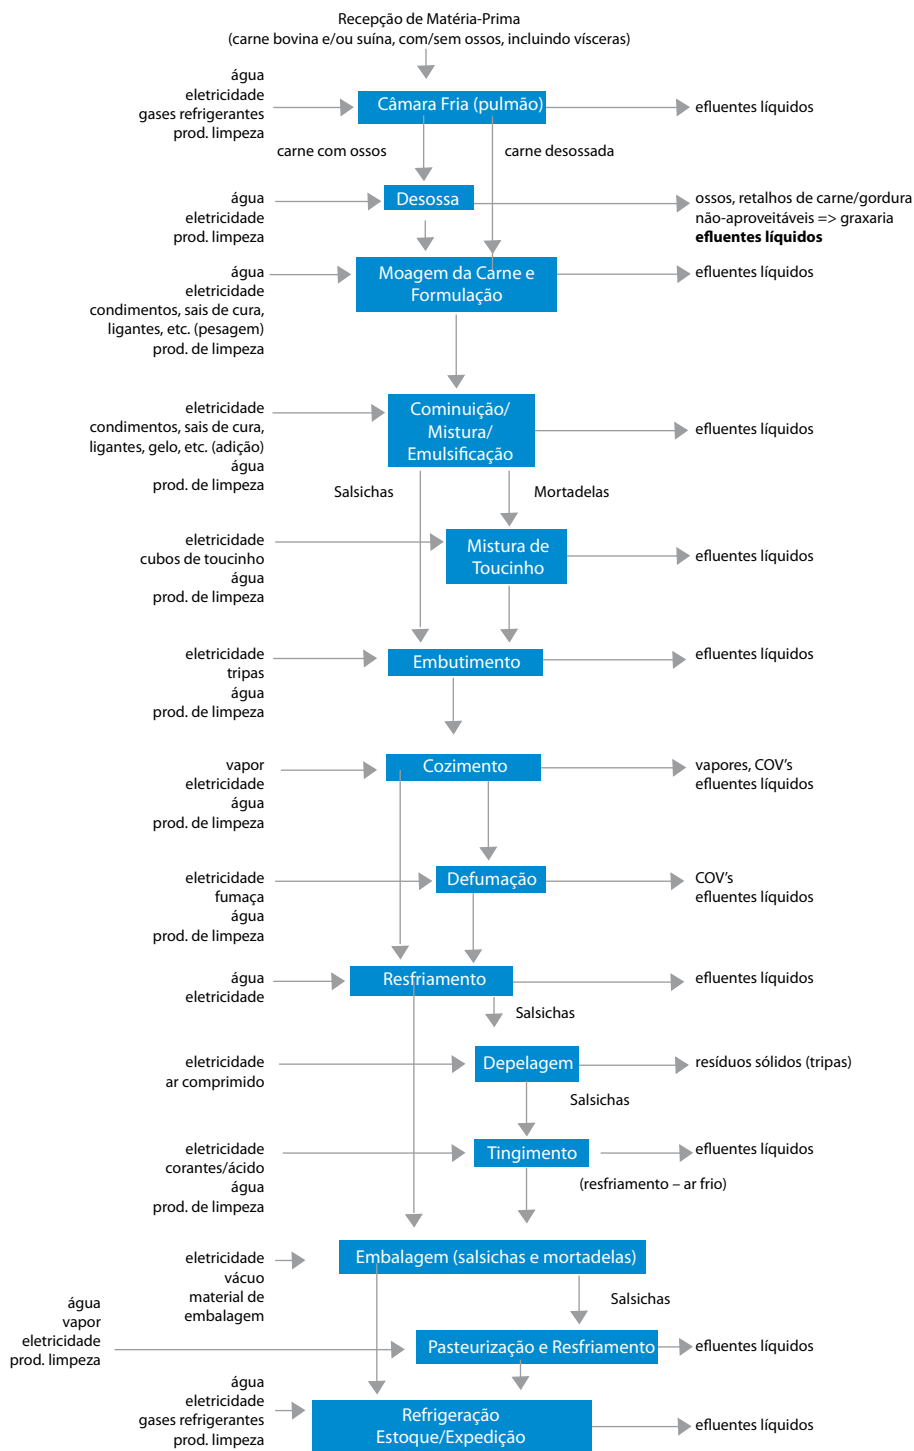 Recepção de Matéria-Prima
(carne bovina e/ou suína, com/sem ossos, incluindo vísceras)
água
eletricidade
gases refrigerantes
prod. limpeza
Câmara Fria (pulmão)
efluentes líquidos
carne com ossos
carne desossada
água
eletricidade
prod. limpeza
Desossa
ossos, retalhos de carne/gordura
não-aproveitáveis => graxaria
efluentes líquidos
água
eletricidade
condimentos, sais de cura,
ligantes, etc. (pesagem)
prod. de limpeza
Moagem da Carne e
Formulação
efluentes líquidos
eletricidade
condimentos, sais de cura,
ligantes, gelo, etc. (adição)
água
prod. de limpeza
Cominuição/
Mistura/
Emulsificação
efluentes líquidos
Salsichas
Mortadelas
eletricidade
cubos de toucinho
água
prod. de limpeza
Mistura de
Toucinho
efluentes líquidos
eletricidade
tripas
água
prod. de limpeza
Embutimento
efluentes líquidos
vapor
eletricidade
água
prod. de limpeza
Cozimento
vapores, COV's
efluentes líquidos
eletricidade
fumaça
água
prod. de limpeza
Defumação
COV's
efluentes líquidos
água
eletricidade
Resfriamento
efluentes líquidos
Salsichas
eletricidade
ar comprimido
Depelagem
resíduos sólidos (tripas)
Salsichas
eletricidade
corantes/ácido
água
prod. de limpeza
Tingimento
efluentes líquidos
(resfriamento – ar frio)
eletricidade
vácuo
material de
embalagem
Embalagem (salsichas e mortadelas)
Salsichas
água
vapor
eletricidade
prod. limpeza
Pasteurização e Resfriamento
efluentes líquidos
água
eletricidade
gases refrigerantes
prod. limpeza
Refrigeração
Estoque/Expedição
efluentes líquidos